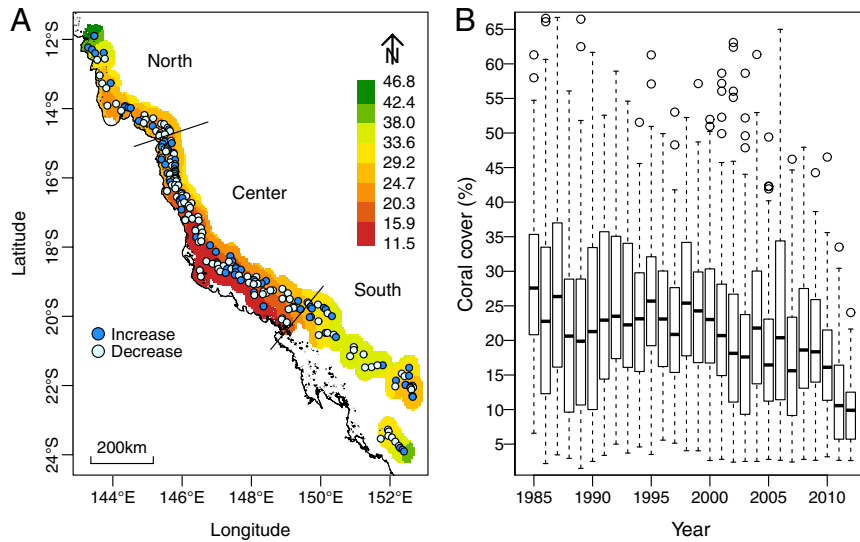 A
12°S
14°S
16°S
18°S
20°S
22°S
24°S
Latitude
North
Center
South
N
46.8
42.4
38.0
33.6
29.2
24.7
20.3
15.9
11.5
Increase
Decrease
200km
144°E
146°E
148°E
150°E
152°E
Longitude
B
65
60
55
50
45
40
35
30
25
20
15
10
5
Coral cover (%)
1985
1990
1995
2000
2005
2010
Year